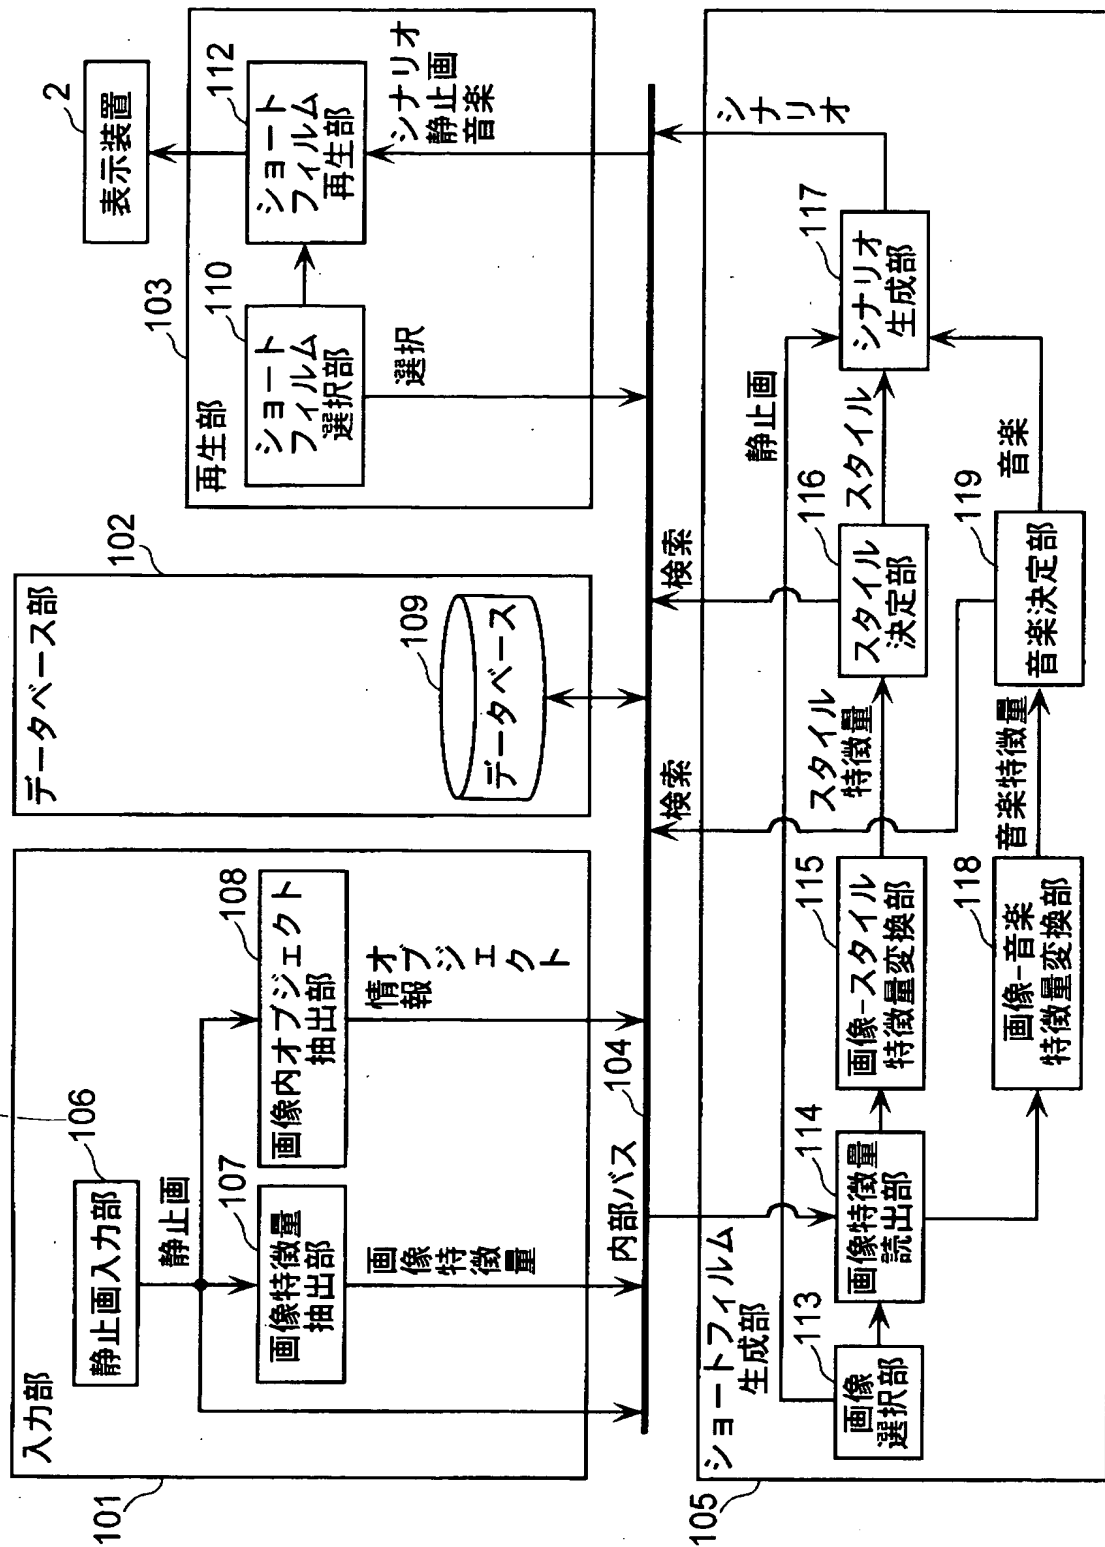 入力部
101
静止画入力部
106
静止画
画像特徴量
抽出部
107
画像内オブジェクト
抽出部
108
画像特徴量
オブジェクト
情報
データベース部
102
データベース
109
再生部
103
ショート
フィルム
選択部
110
ショート
フィルム
再生部
112
表示装置
2
選択
シナリオ
静止画
音楽
内部バス
104
検索
検索
シナリオ
ショートフィルム
生成部
105
画像
選択部
113
画像特徴量
読出部
114
画像-スタイル
特徴量変換部
115
スタイル
特徴量
スタイル
決定部
116
スタイル
静止画
シナリオ
生成部
117
画像-音楽
特徴量変換部
118
音楽特徴量
音楽決定部
119
音楽